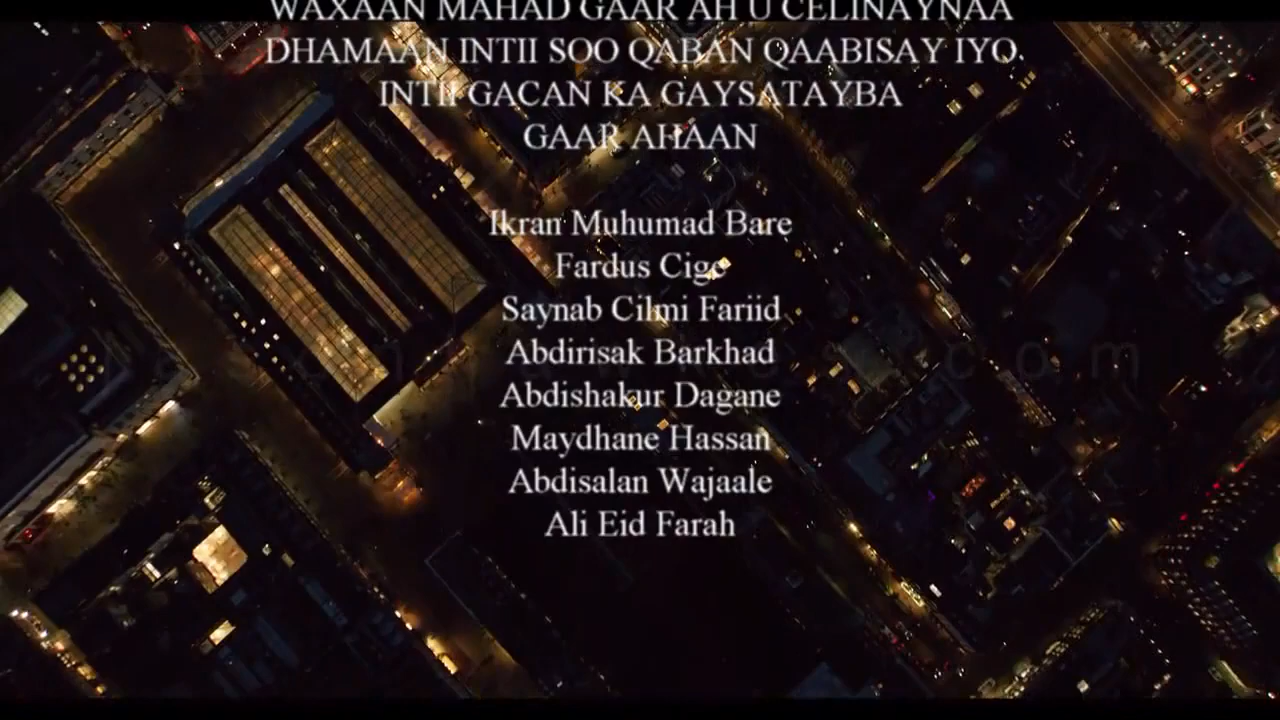 WAXAAN MAHAD GAAR AH U CELINAYNAA
DHAMAAN INTII SOO QABAN QAABISAY IYO
INTII GACAN KA GAYSATAYBA
GAAR AHAAN
Ikran Muhumad Bare
Fardus Cige
Saynab Cilmi Fariid
Abdirisak Barkhad
Abdishakur Dagane
Maydhane Hassan
Abdisalan Wajaale
Ali Eid Farah